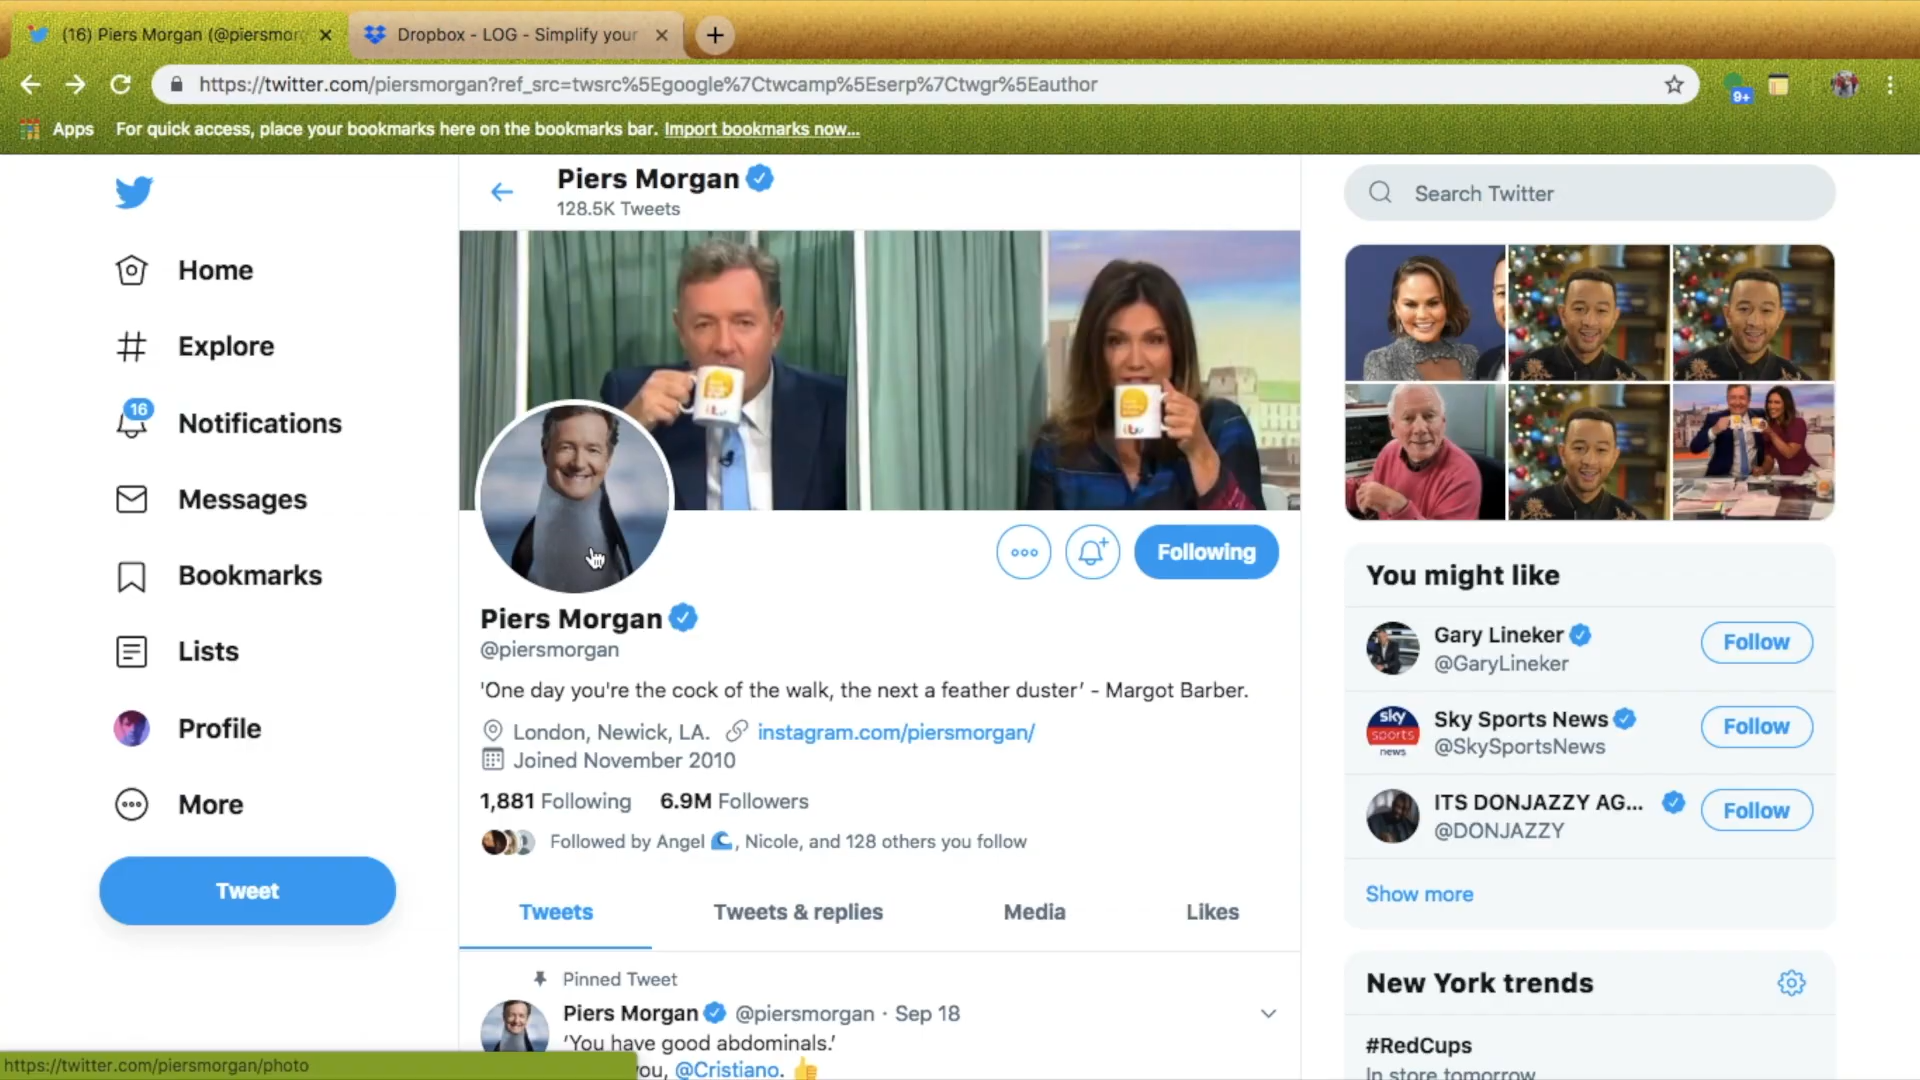 (16) Piers Morgan (@piersmor
Dropbox - LOG - Simplify your
https://twitter.com/piersmorgan?ref_src=twsrc%5Egoogle%7Ctwcamp%5Eserp%7Ctwgr%5Eauthor
9+
Apps
For quick access, place your bookmarks here on the bookmarks bar. Import bookmarks now...
Piers Morgan
128.5K Tweets
Search Twitter
Home
Explore
16
Notifications
Messages
Bookmarks
Lists
Profile
More
Tweet
itv
itv
Following
Piers Morgan
@piersmorgan
'One day you're the cock of the walk, the next a feather duster' - Margot Barber.
London, Newick, LA.
instagram.com/piersmorgan/
Joined November 2010
1,881 Following
6.9M Followers
Followed by Angel 🌊, Nicole, and 128 others you follow
Tweets
Tweets & replies
Media
Likes
Pinned Tweet
Piers Morgan @piersmorgan · Sep 18
'You have good abdominals.'
ou, @Cristiano. 👍
You might like
Gary Lineker
@GaryLineker
Follow
sky
sports
news
Sky Sports News
@SkySportsNews
Follow
ITS DONJAZZY AG...
@DONJAZZY
Follow
Show more
New York trends
#RedCups
In store tomorrow
https://twitter.com/piersmorgan/photo